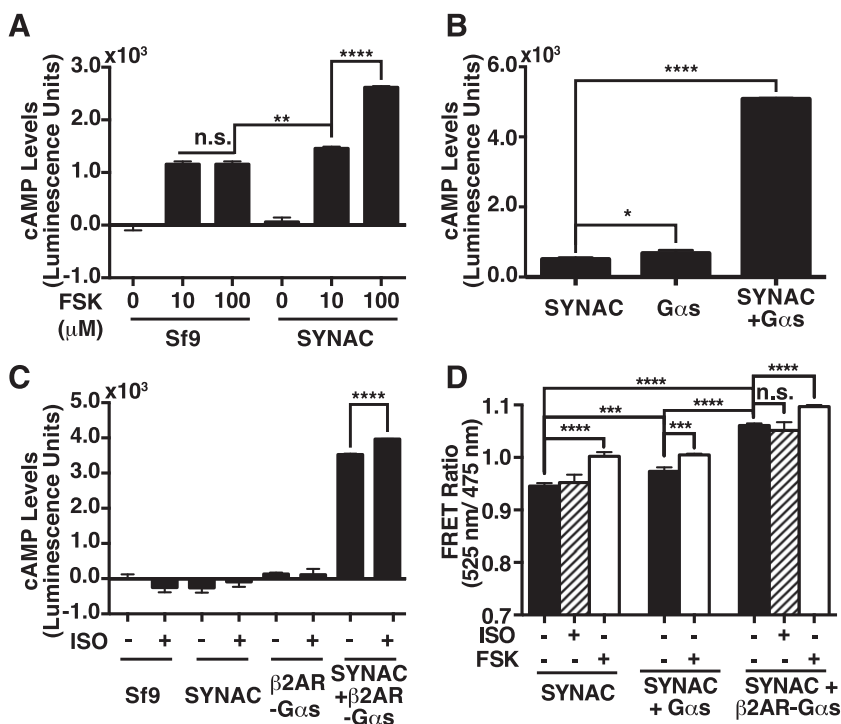 A
x10³
cAMP Levels
(Luminescence Units)
3.0
2.0
1.0
0.0
-1.0
n.s.
**
****
FSK 0 10 100 0 10 100
(μM)
Sf9 SYNAC
B
x10³
cAMP Levels
(Luminescence Units)
6.0
4.0
2.0
0.0
*
****
SYNAC Gαs SYNAC
+Gαs
C
x10³
cAMP Levels
(Luminescence Units)
5.0
4.0
3.0
2.0
1.0
0.0
-1.0
****
ISO - + - + - + - +
Sf9 SYNAC β2AR
-Gαs SYNAC
+β2AR
-Gαs
D
FRET Ratio
(525 nm/ 475 nm)
1.1
1.0
0.9
0.8
0.7
****
***
****
****
***
****
n.s.
ISO - + - - - - + -
FSK - - + - + - - +
SYNAC SYNAC
+ Gαs SYNAC +
β2AR-Gαs